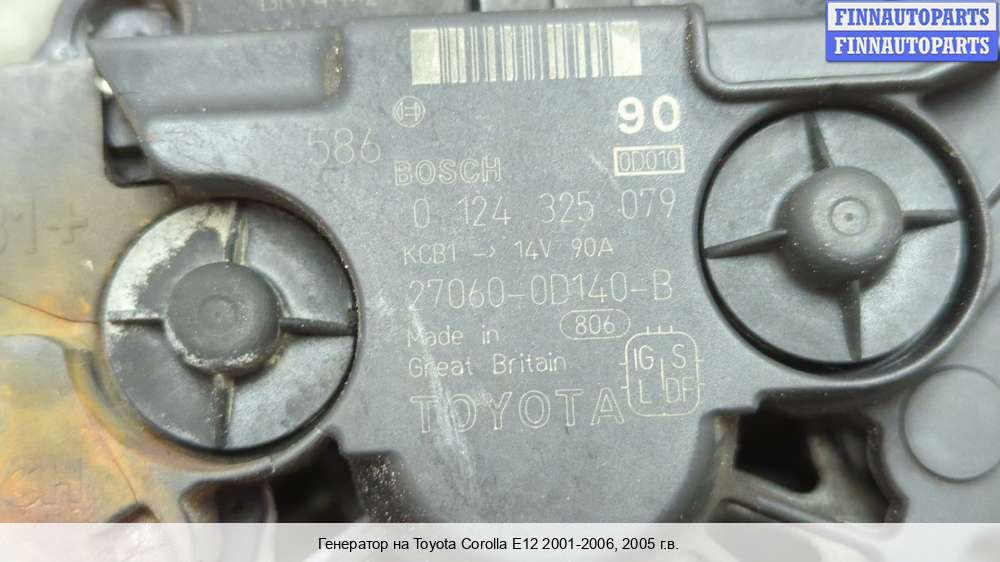 FINNAUTOPARTS
FINNAUTOPARTS
90
586
0D010
BOSCH
0 124 325 079
KCB1 -> 14V 90A
27060-0D140-B
Made in
806
Great Britain
IG S
L DF
TOYOTA
Генератор на Toyota Corolla E12 2001-2006, 2005 г.в.